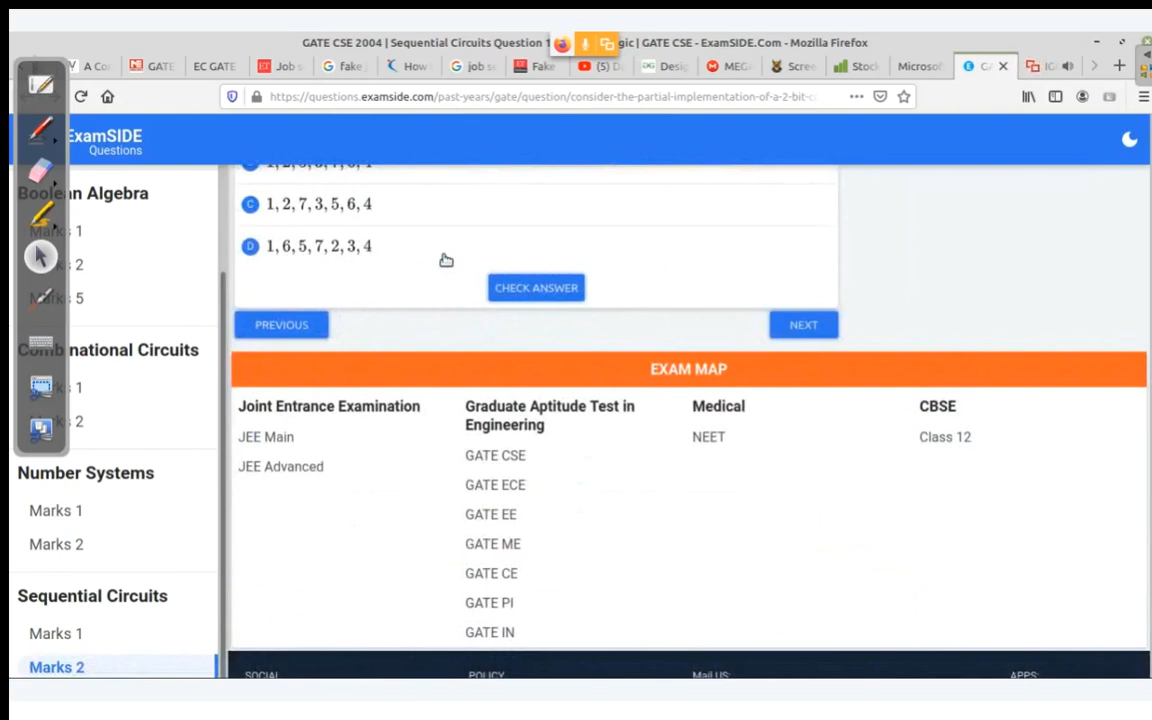 GATE CSE 2004 | Sequential Circuits Question 1 gic | GATE CSE - ExamSIDE.Com - Mozilla Firefox
A Co GATE EC GATE Job s fake How job se Fake (5) D Desig MEG Scree Stock Microsof
https://questions.examside.com/past-years/gate/question/consider-the-partial-implementation-of-a-2-bit-c
ExamSIDE
Questions
Boolean Algebra
Marks 1
Marks 2
Marks 5
Combinational Circuits
Marks 1
Marks 2
Number Systems
Marks 1
Marks 2
Sequential Circuits
Marks 1
Marks 2
C 1, 2, 7, 3, 5, 6, 4
D 1, 6, 5, 7, 2, 3, 4
CHECK ANSWER
PREVIOUS
NEXT
EXAM MAP
Joint Entrance Examination
JEE Main
JEE Advanced
Graduate Aptitude Test in
Engineering
GATE CSE
GATE ECE
GATE EE
GATE ME
GATE CE
GATE PI
GATE IN
Medical
NEET
CBSE
Class 12
SOCIAL
POLICY
Mail US:
APPS: